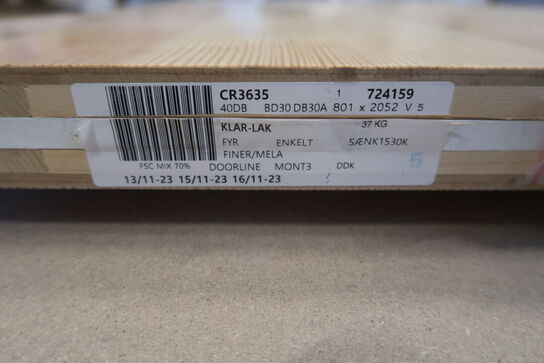 CR3635 1 724159
40DB BD30 DB30A 801 x 2052 V 5
KLAR-LAK 37 KG
FYR ENKELT SÆNK1530K
FINER/MELA 5
FSC MIX 70% DOORLINE MONT3 DDK
13/11-23 15/11-23 16/11-23